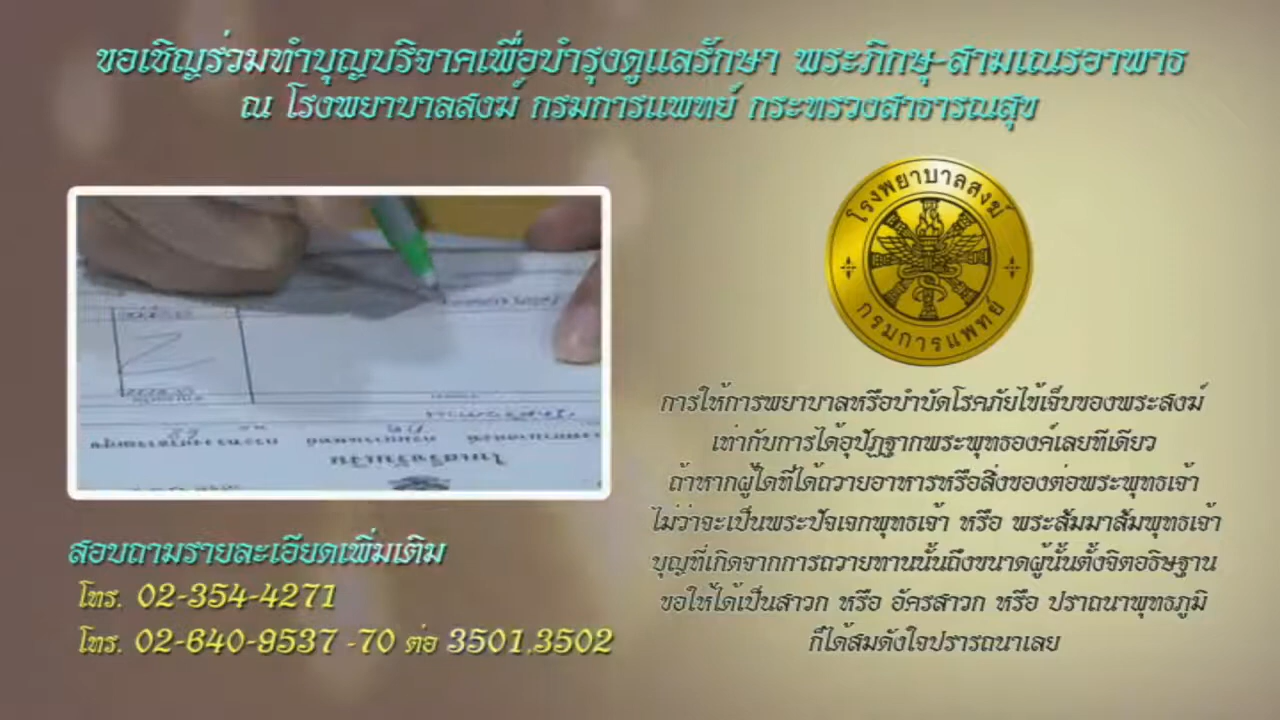 ขอเชิญร่วมทำบุญบริจาคเพื่อบำรุงดูแลรักษา พระภิกษุ-สามเณรอาพาธ
ณ โรงพยาบาลสงฆ์ กรมการแพทย์ กระทรวงสาธารณสุข
โรงพยาบาลสงฆ์
กรมการแพทย์
ใบเสร็จรับเงิน
การให้การพยาบาลหรือบำบัดโรคภัยไข้เจ็บของพระสงฆ์
เท่ากับการได้อุปัฏฐากพระพุทธองค์เลยทีเดียว
ถ้าหากผู้ใดที่ได้ถวายอาหารหรือสิ่งของต่อพระพุทธเจ้า
ไม่ว่าจะเป็นพระปัจเจกพุทธเจ้า หรือ พระสัมมาสัมพุทธเจ้า
บุญที่เกิดจากการถวายทานนั้นถึงขนาดผู้นั้นตั้งจิตอธิษฐาน
ขอให้ได้เป็นสาวก หรือ อัครสาวก หรือ ปราถนาพุทธภูมิ
ก็ได้สมดังใจปรารถนาเลย
สอบถามรายละเอียดเพิ่มเติม
โทร. 02-354-4271
โทร. 02-640-9537 -70 ต่อ 3501,3502